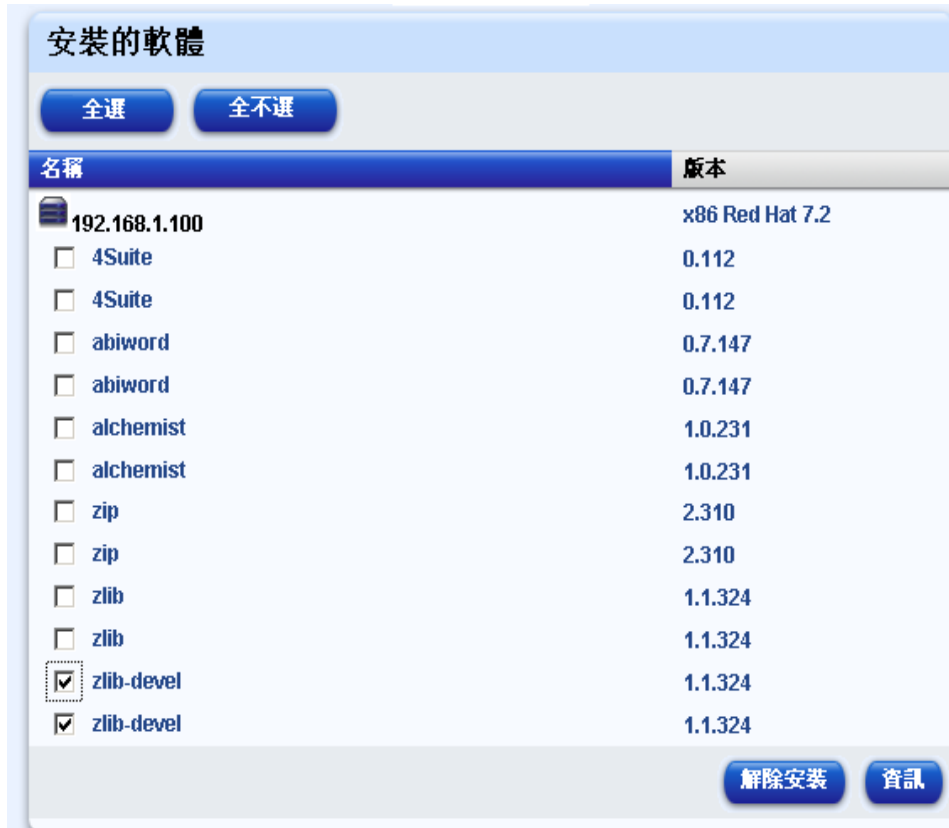 安裝的軟體
全選 全不選
名稱 版本
192.168.1.100 x86 Red Hat 7.2
4Suite 0.112
4Suite 0.112
abiword 0.7.147
abiword 0.7.147
alchemist 1.0.231
alchemist 1.0.231
zip 2.310
zip 2.310
zlib 1.1.324
zlib 1.1.324
zlib-devel 1.1.324
zlib-devel 1.1.324
解除安裝 資訊